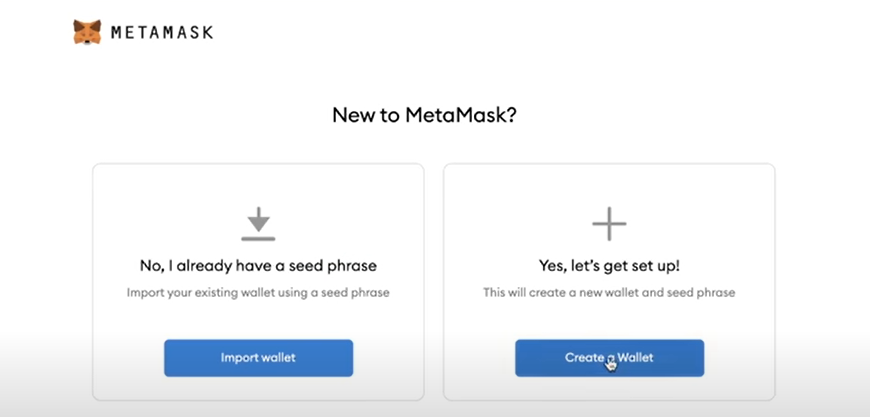 METAMASK
New to MetaMask?
No, I already have a seed phrase
Import your existing wallet using a seed phrase
Import wallet
Yes, let's get set up!
This will create a new wallet and seed phrase
Create a Wallet